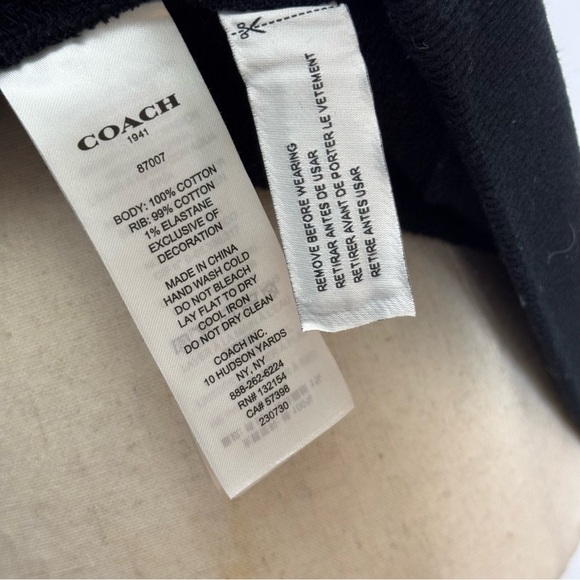 COACH
1941
87007
BODY: 100% COTTON
RIB: 99% COTTON
1% ELASTANE
EXCLUSIVE OF
DECORATION
MADE IN CHINA
HAND WASH COLD
DO NOT BLEACH
LAY FLAT TO DRY
COOL IRON
DO NOT DRY CLEAN
COACH INC.
10 HUDSON YARDS
NY, NY
888-262-6224
RN# 132154
CA# 57398
230730
REMOVE BEFORE WEARING
RETIRAR ANTES DE USAR
RETIRER AVANT DE PORTER LE VETEMENT
RETIRE ANTES USAR